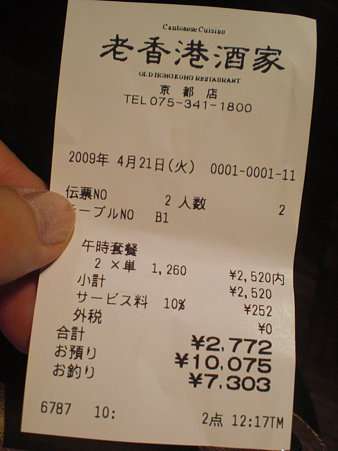 Cantonese Cuisine
老香港酒家
OLD HONGKONG RESTAURANT
京都店
TEL 075-341-1800
2009年 4月21日(火) 0001-0001-11
伝票NO 2 人数 2
テーブルNO B1
午時套餐
2 ×単 1,260 ¥2,520内
小計 ¥2,520
サービス料 10% ¥252
外税 ¥0
合計 ¥2,772
お預り ¥10,075
お釣り ¥7,303
6787 10: 2点 12:17TM